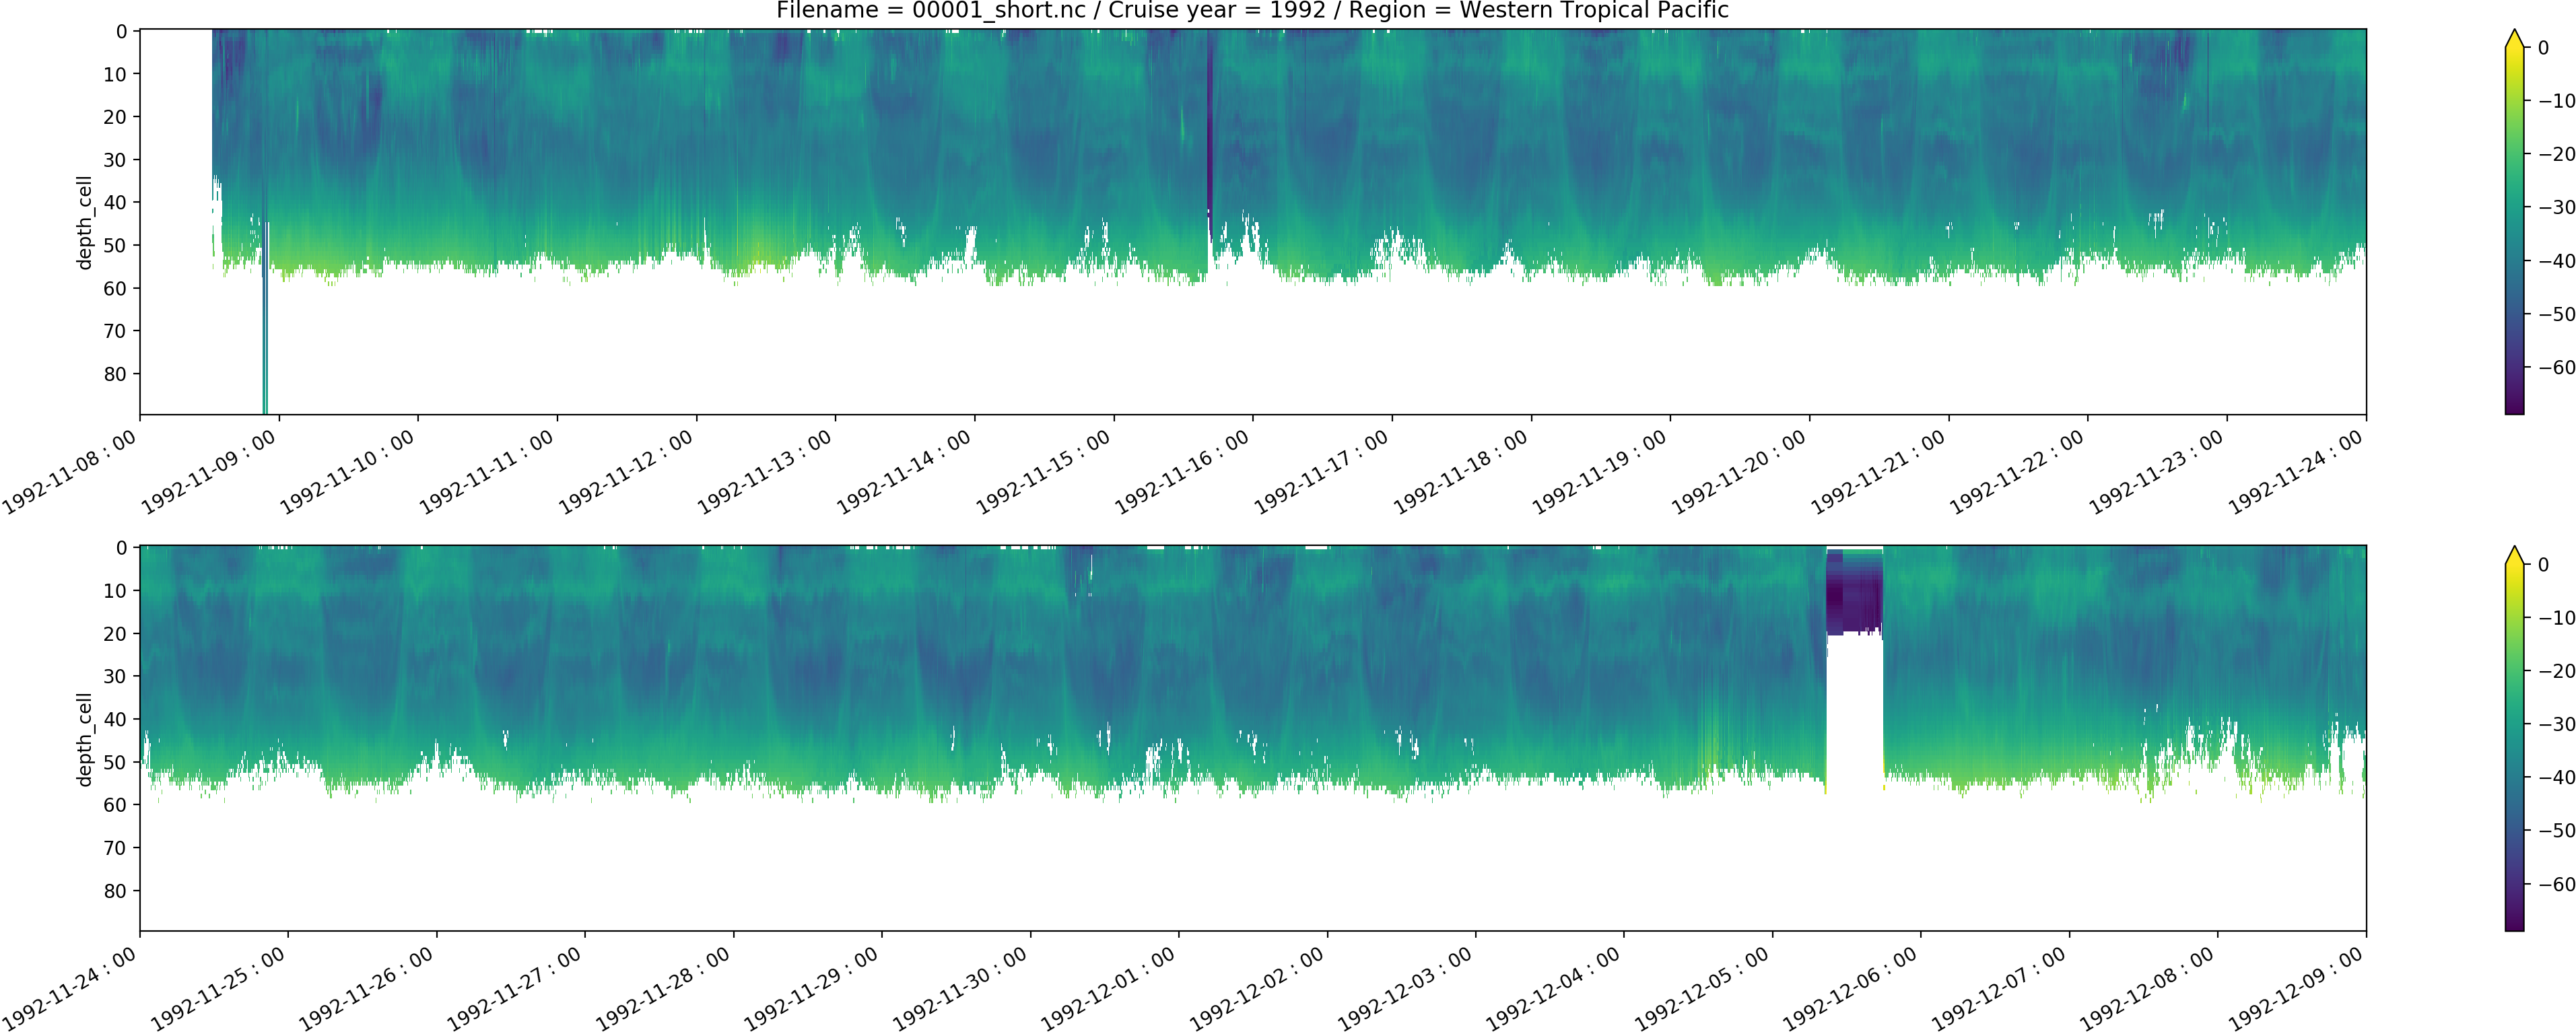 Filename = 00001_short.nc / Cruise year = 1992 / Region = Western Tropical Pacific
0
10
20
30
40
50
60
70
80
depth_cell
1992-11-08 : 00
1992-11-09 : 00
1992-11-10 : 00
1992-11-11 : 00
1992-11-12 : 00
1992-11-13 : 00
1992-11-14 : 00
1992-11-15 : 00
1992-11-16 : 00
1992-11-17 : 00
1992-11-18 : 00
1992-11-19 : 00
1992-11-20 : 00
1992-11-21 : 00
1992-11-22 : 00
1992-11-23 : 00
1992-11-24 : 00
0
−10
−20
−30
−40
−50
−60
0
10
20
30
40
50
60
70
80
depth_cell
1992-11-24 : 00
1992-11-25 : 00
1992-11-26 : 00
1992-11-27 : 00
1992-11-28 : 00
1992-11-29 : 00
1992-11-30 : 00
1992-12-01 : 00
1992-12-02 : 00
1992-12-03 : 00
1992-12-04 : 00
1992-12-05 : 00
1992-12-06 : 00
1992-12-07 : 00
1992-12-08 : 00
1992-12-09 : 00
0
−10
−20
−30
−40
−50
−60